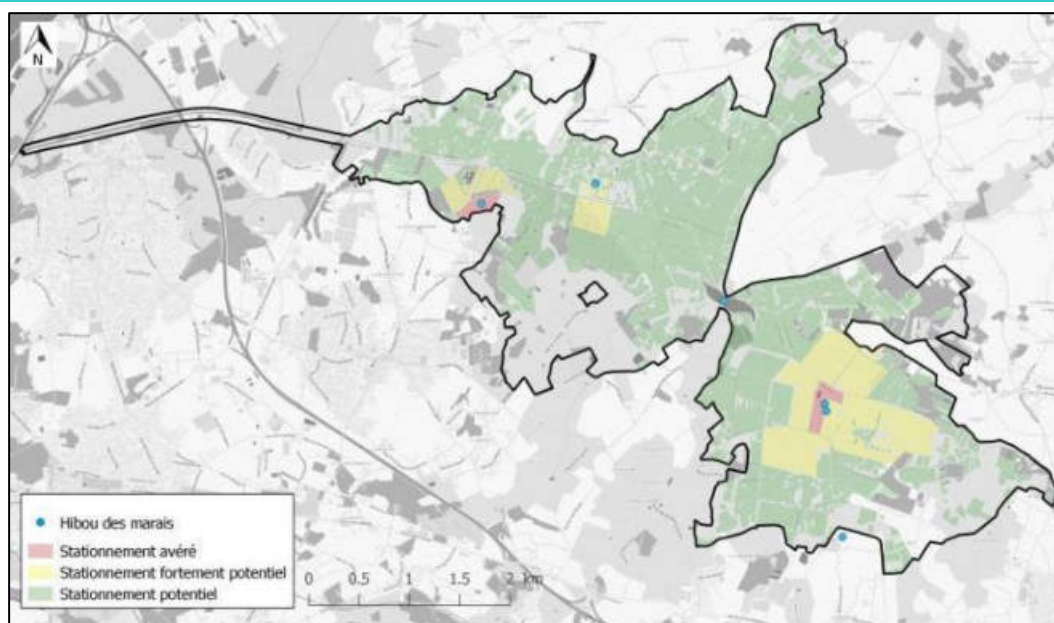 N
Hibou des marais
Stationnement avéré
Stationnement fortement potentiel
Stationnement potentiel
0 0.5 1 1.5 2 km